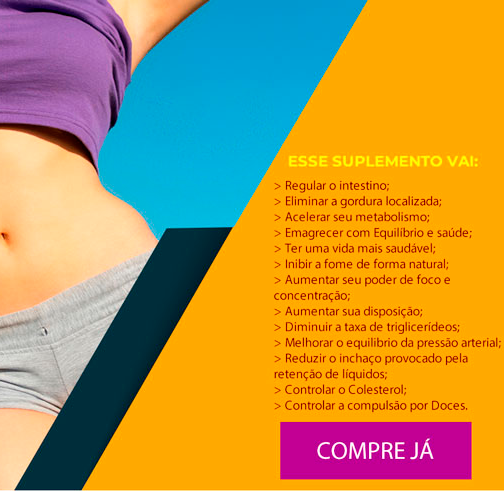 ESSE SUPLEMENTO VAI:
> Regular o intestino;
> Eliminar a gordura localizada;
> Acelerar seu metabolismo;
> Emagrecer com Equilíbrio e saúde;
> Ter uma vida mais saudável;
> Inibir a fome de forma natural;
> Aumentar seu poder de foco e
concentração;
> Aumentar sua disposição;
> Diminuir a taxa de triglicerídeos;
> Melhorar o equilibrio da pressão arterial;
> Reduzir o inchaço provocado pela
retenção de líquidos;
> Controlar o Colesterol;
> Controlar a compulsão por Doces.
COMPRE JÁ